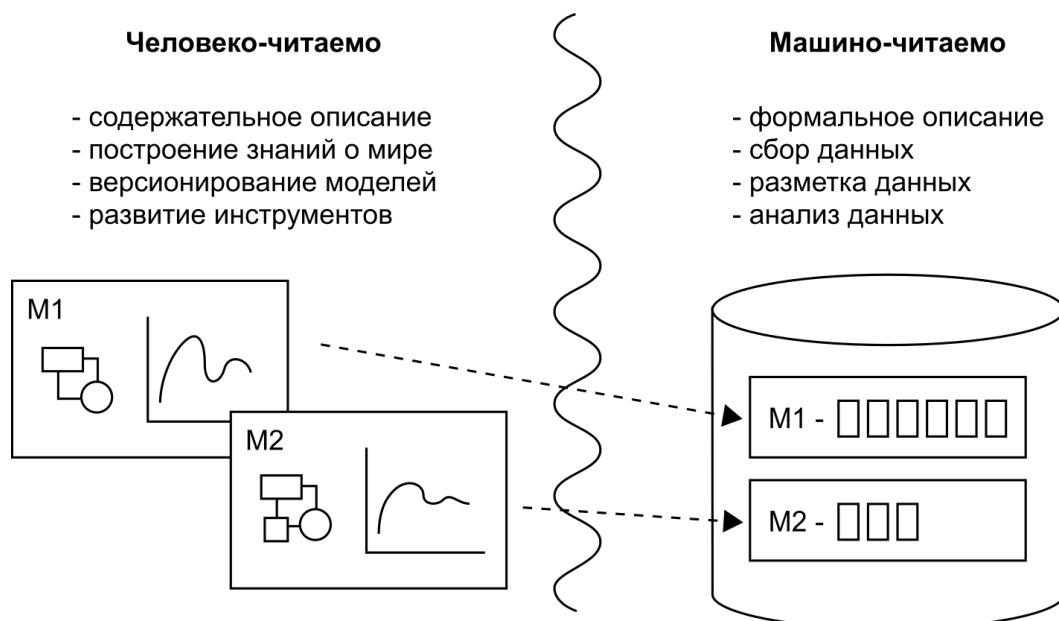 Человеко-читаемо
- содержательное описание
- построение знаний о мире
- версионирование моделей
- развитие инструментов
M1
M2
Машино-читаемо
- формальное описание
- сбор данных
- разметка данных
- анализ данных
M1 -
M2 -